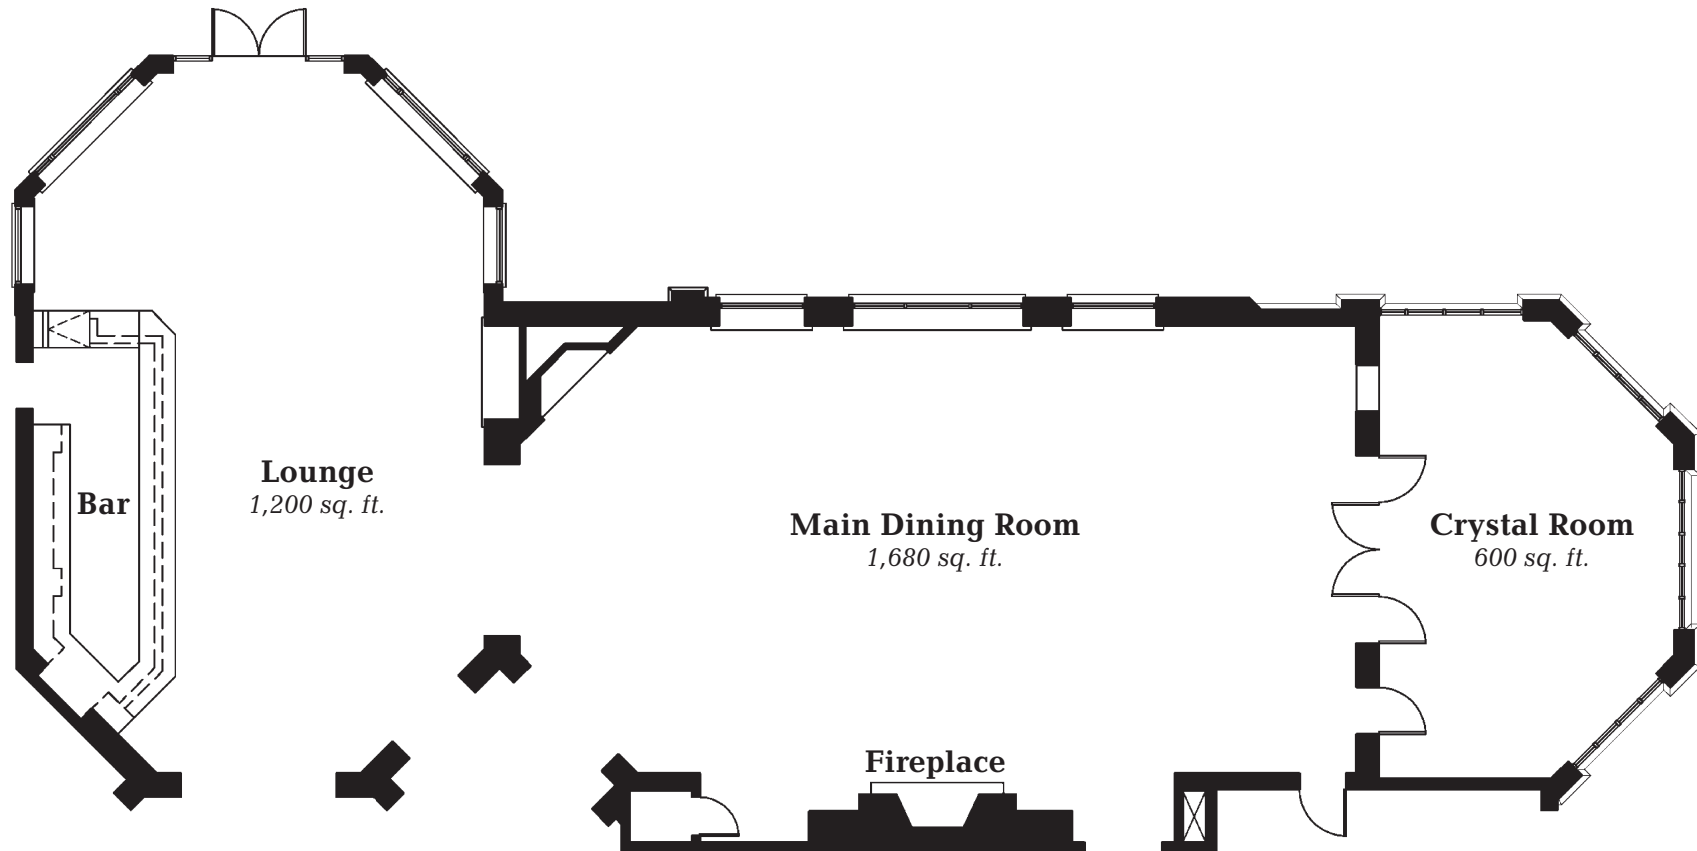 Lounge
1,200 sq. ft.
Bar
Main Dining Room
1,680 sq. ft.
Crystal Room
600 sq. ft.
Fireplace